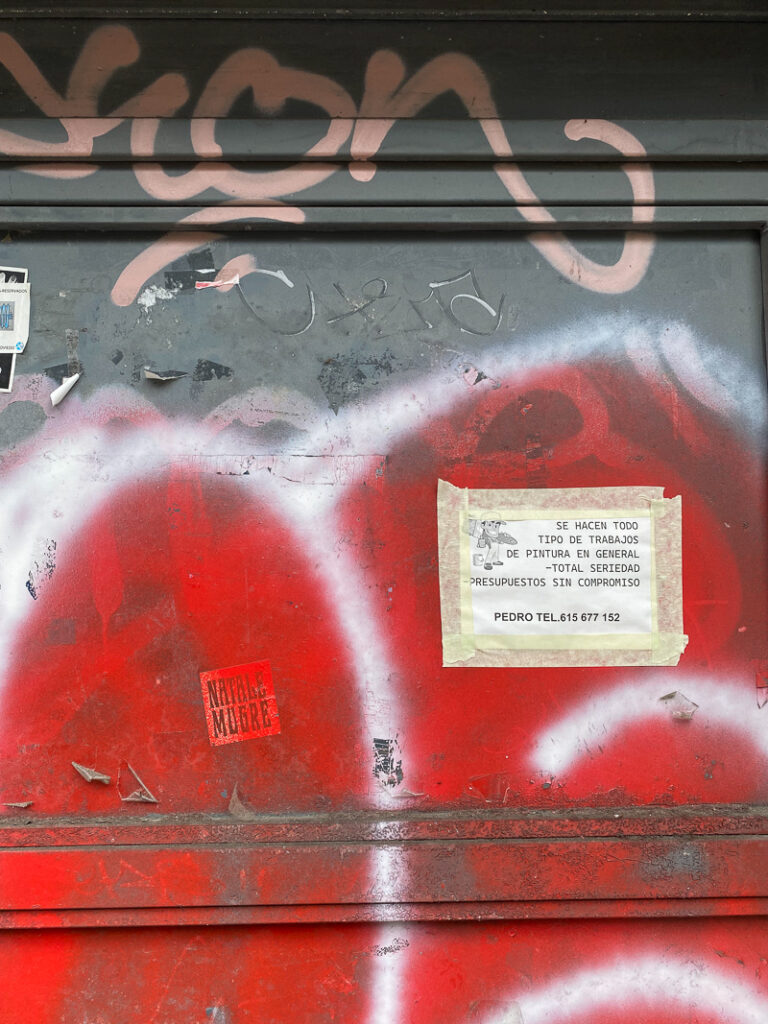 SE HACEN TODO
TIPO DE TRABAJOS
DE PINTURA EN GENERAL
-TOTAL SERIEDAD
-PRESUPUESTOS SIN COMPROMISO
PEDRO TEL.615 677 152
NATALE
MOGRE